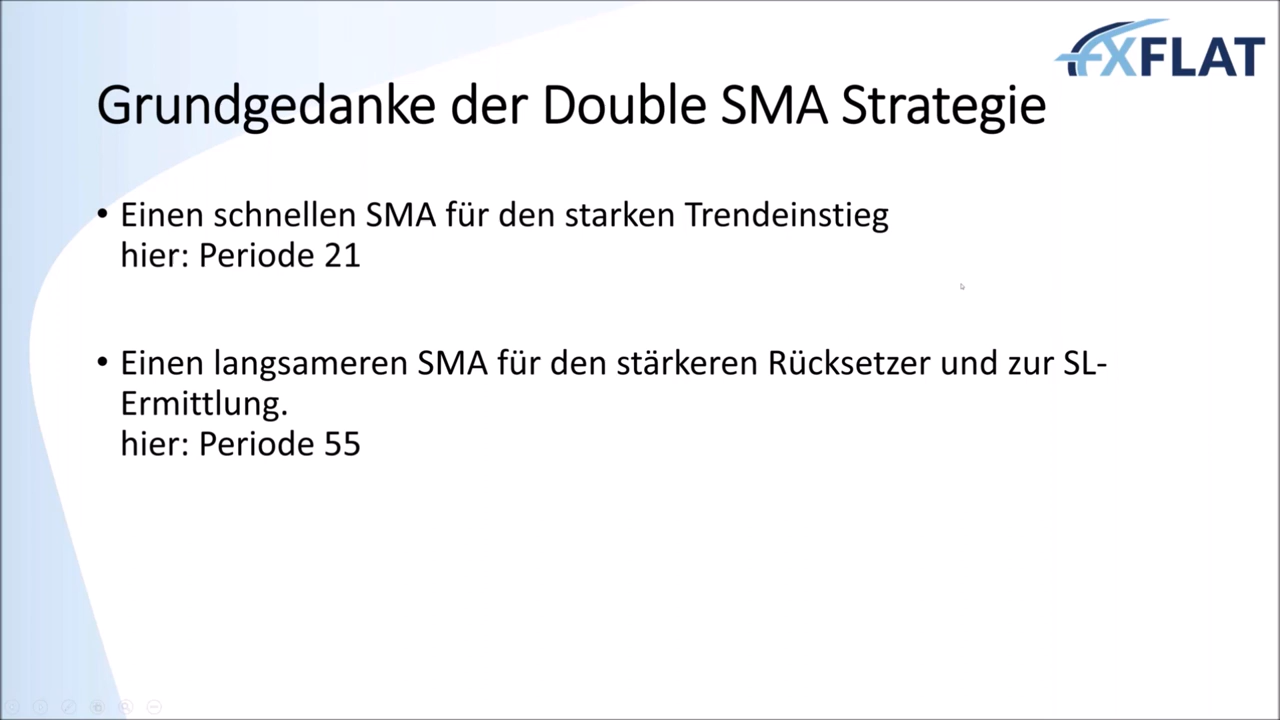 FXFLAT
Grundgedanke der Double SMA Strategie
• Einen schnellen SMA für den starken Trendeinstieg
hier: Periode 21
• Einen langsameren SMA für den stärkeren Rücksetzer und zur SL-
Ermittlung.
hier: Periode 55